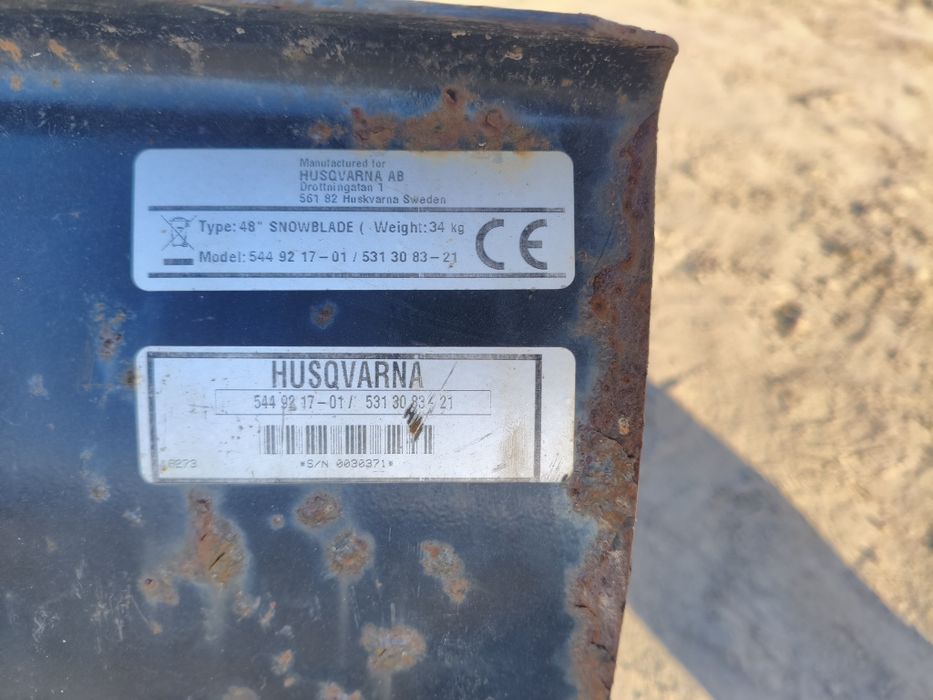 Manufactured for
HUSQVARNA AB
Drottningatan 1
561 82 Huskvarna Sweden
Type: 48" SNOWBLADE ( Weight: 34 kg
Model: 544 92 17-01 / 531 30 83-21
CE
HUSQVARNA
544 92 17-01 / 531 30 83-21
*S/N 0030371*